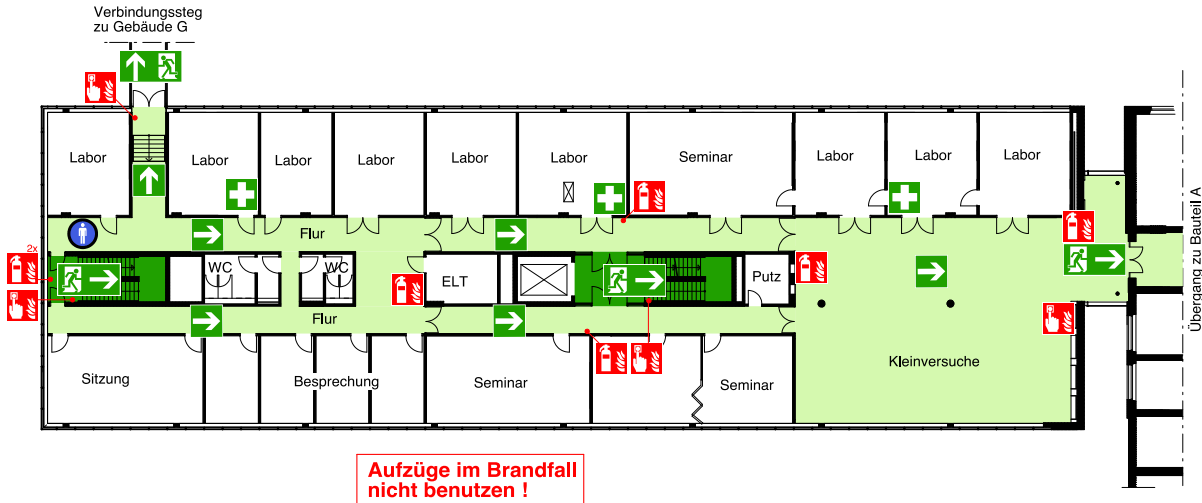 Verbindungssteg
zu Gebäude G
Labor
Labor
Labor
Labor
Labor
Labor
Seminar
Labor
Labor
Labor
Flur
2x
WC
WC
ELT
Putz
Flur
Sitzung
Besprechung
Seminar
Seminar
Kleinversuche
Übergang zu Bauteil A
Aufzüge im Brandfall
nicht benutzen !